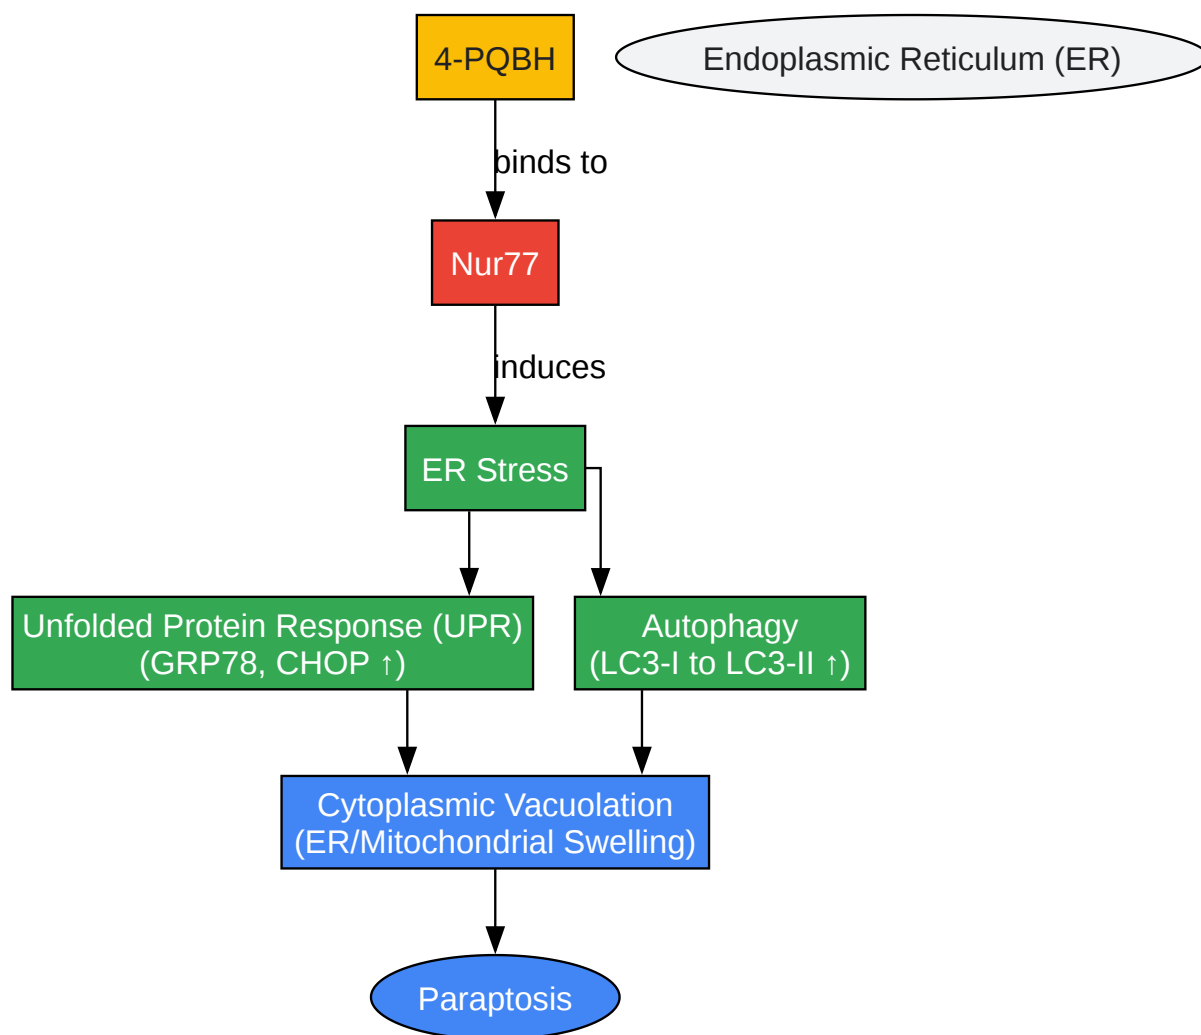 4-PQBH
Endoplasmic Reticulum (ER)
binds to
Nur77
induces
ER Stress
Unfolded Protein Response (UPR)
(GRP78, CHOP ↑)
Autophagy
(LC3-I to LC3-II ↑)
Cytoplasmic Vacuolation
(ER/Mitochondrial Swelling)
Paraptosis